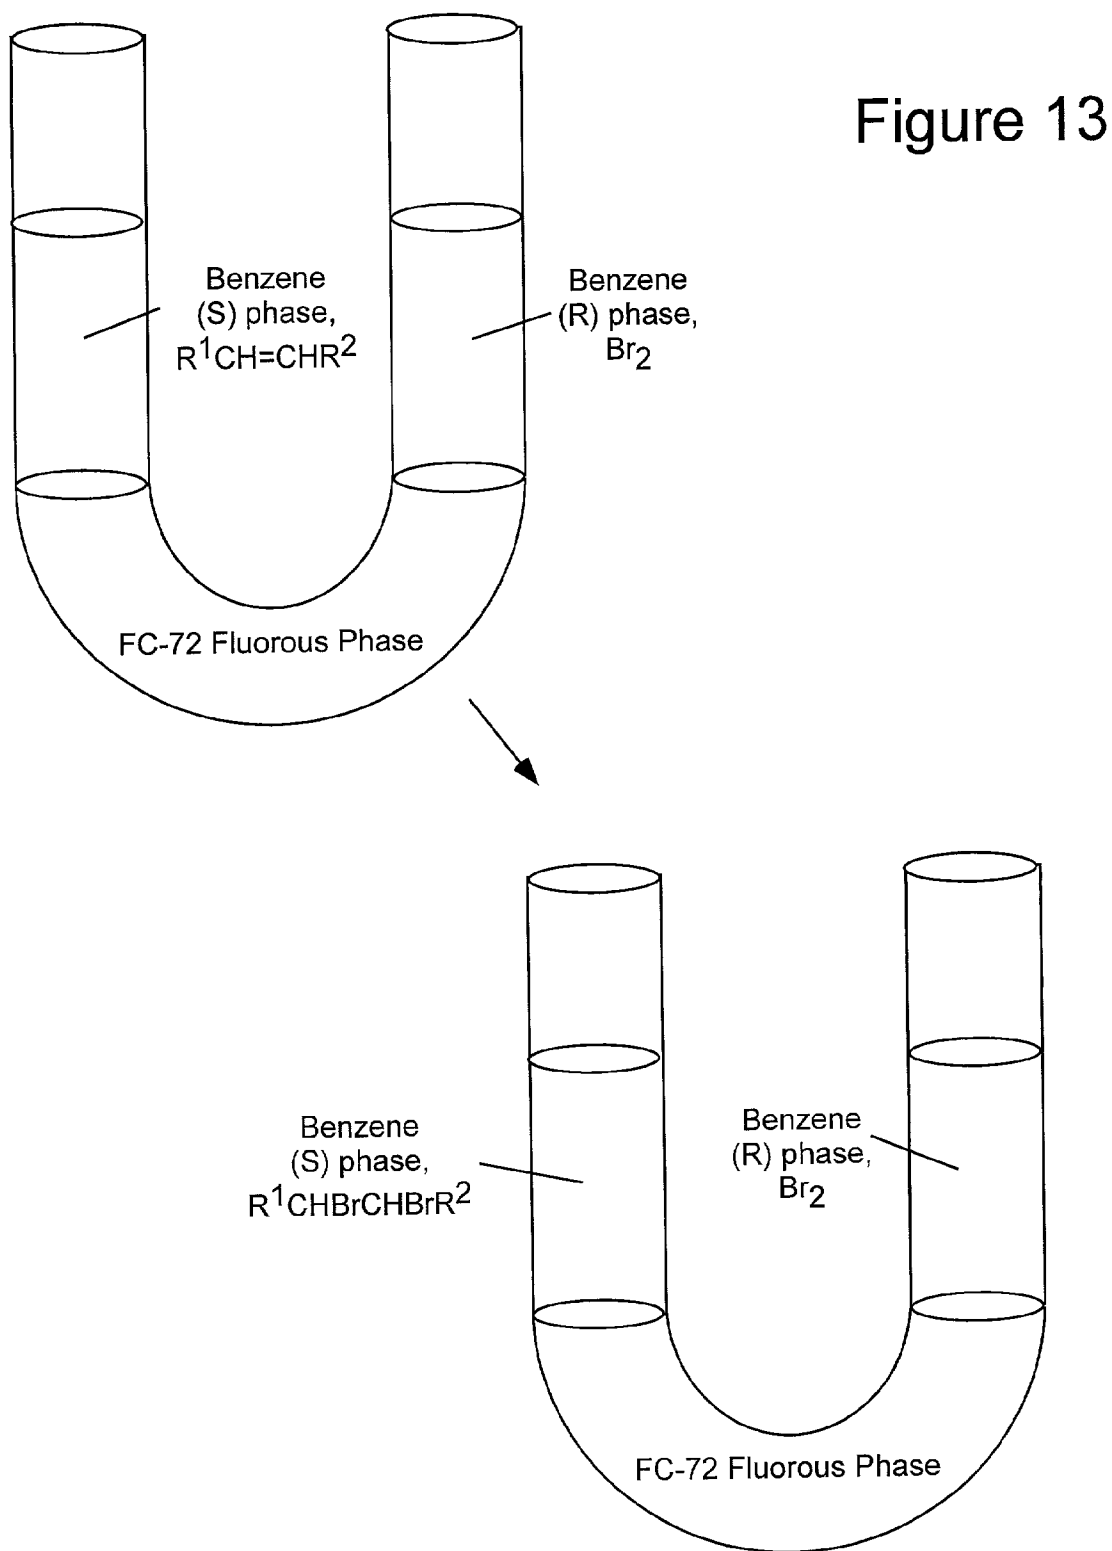 Figure 13
Benzene
(S) phase,
R¹CH=CHR²
Benzene
(R) phase,
Br₂
FC-72 Fluorous Phase
Benzene
(S) phase,
R¹CHBrCHBrR²
Benzene
(R) phase,
Br₂
FC-72 Fluorous Phase